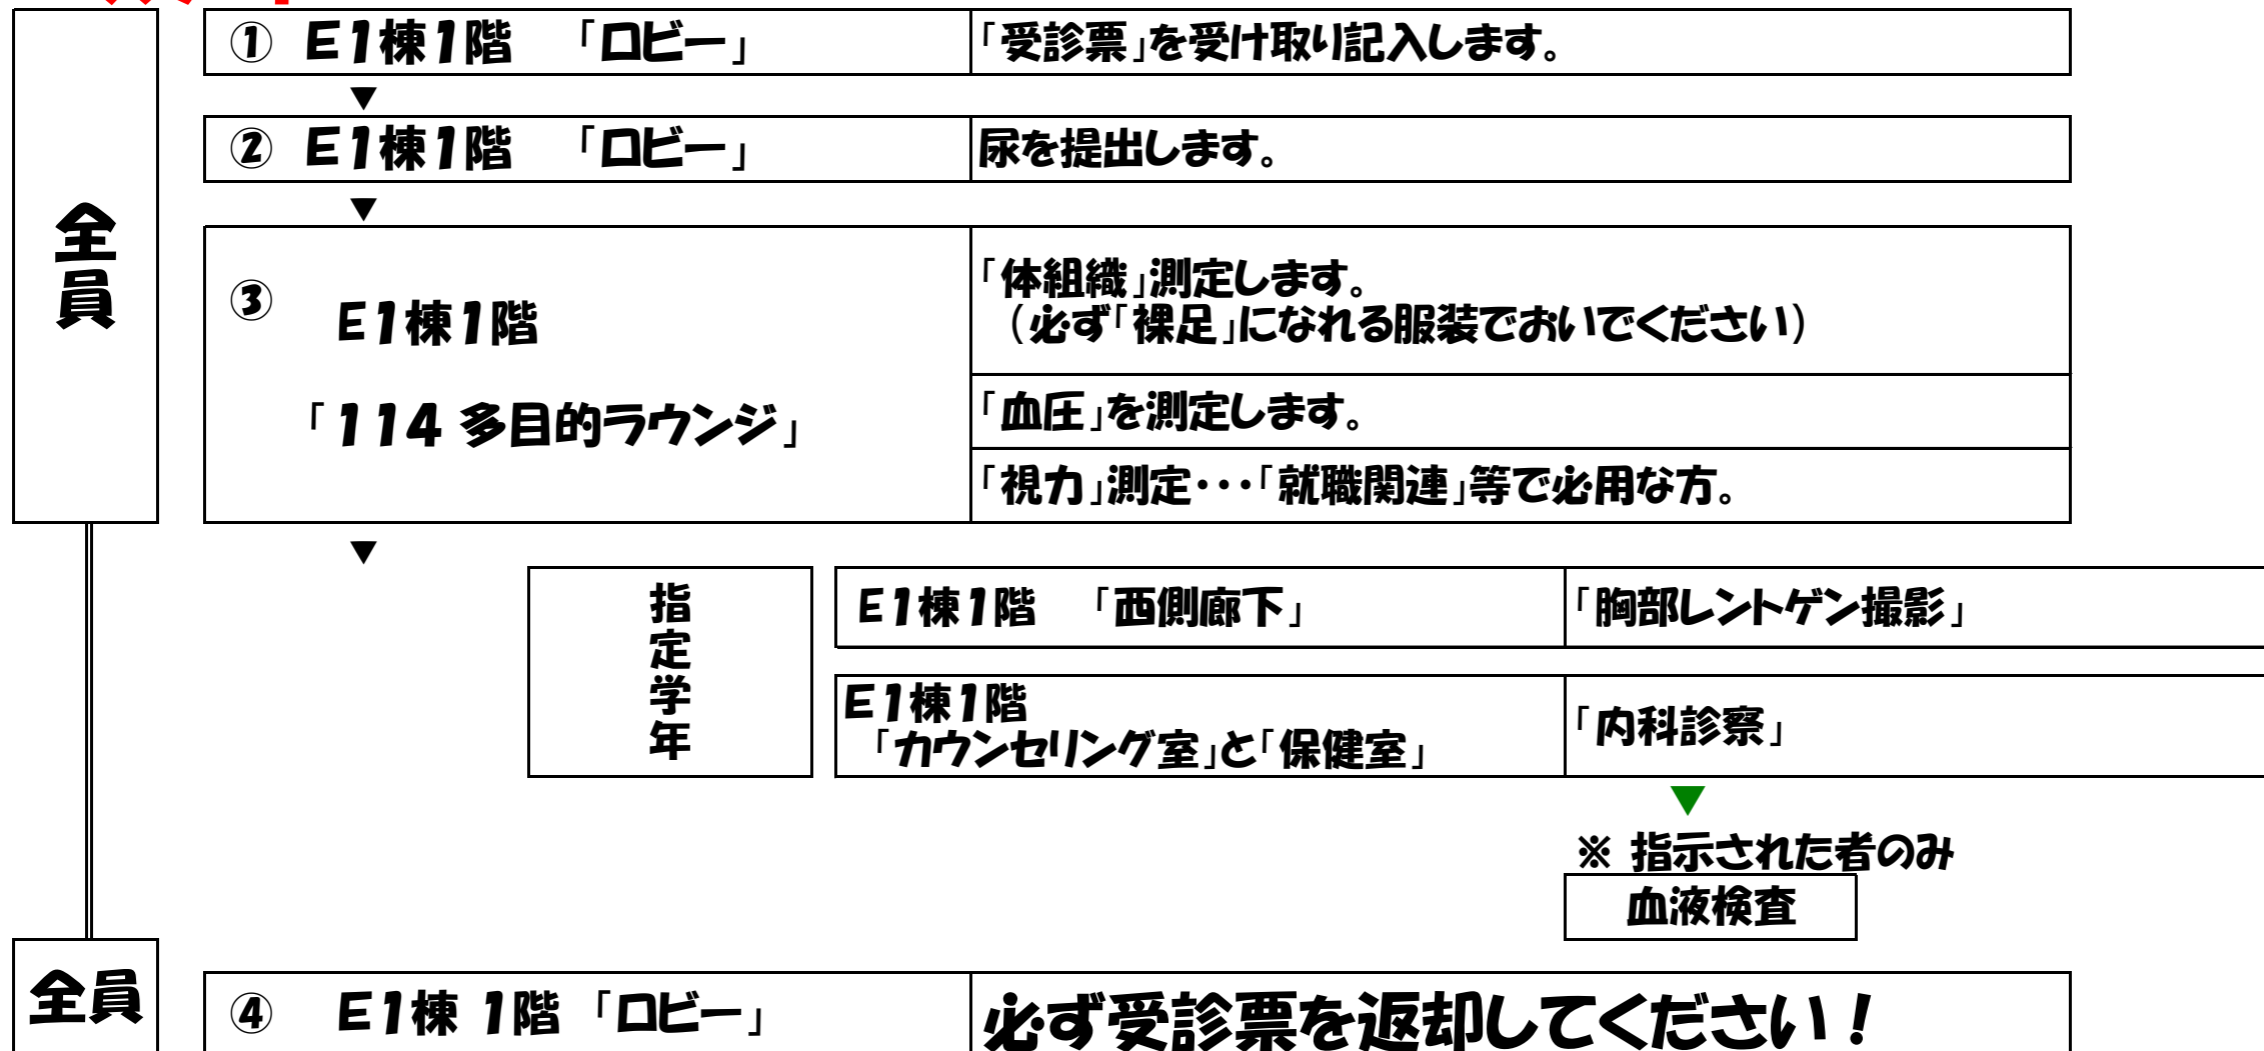 全員
① E1棟1階 「ロビー」 「受診票」を受け取り記入します。
▼
② E1棟1階 「ロビー」 尿を提出します。
▼
③ E1棟1階
「114 多目的ラウンジ」
「体組織」測定します。
（必ず「裸足」になれる服装でおいでください）
「血圧」を測定します。
「視力」測定・・・「就職関連」等で必用な方。
▼
指定学年
E1棟1階 「西側廊下」 「胸部レントゲン撮影」
E1棟1階
「カウンセリング室」と「保健室」 「内科診察」
▼
※ 指示された者のみ
血液検査
全員
④ E1棟 1階 「ロビー」 必ず受診票を返却してください！